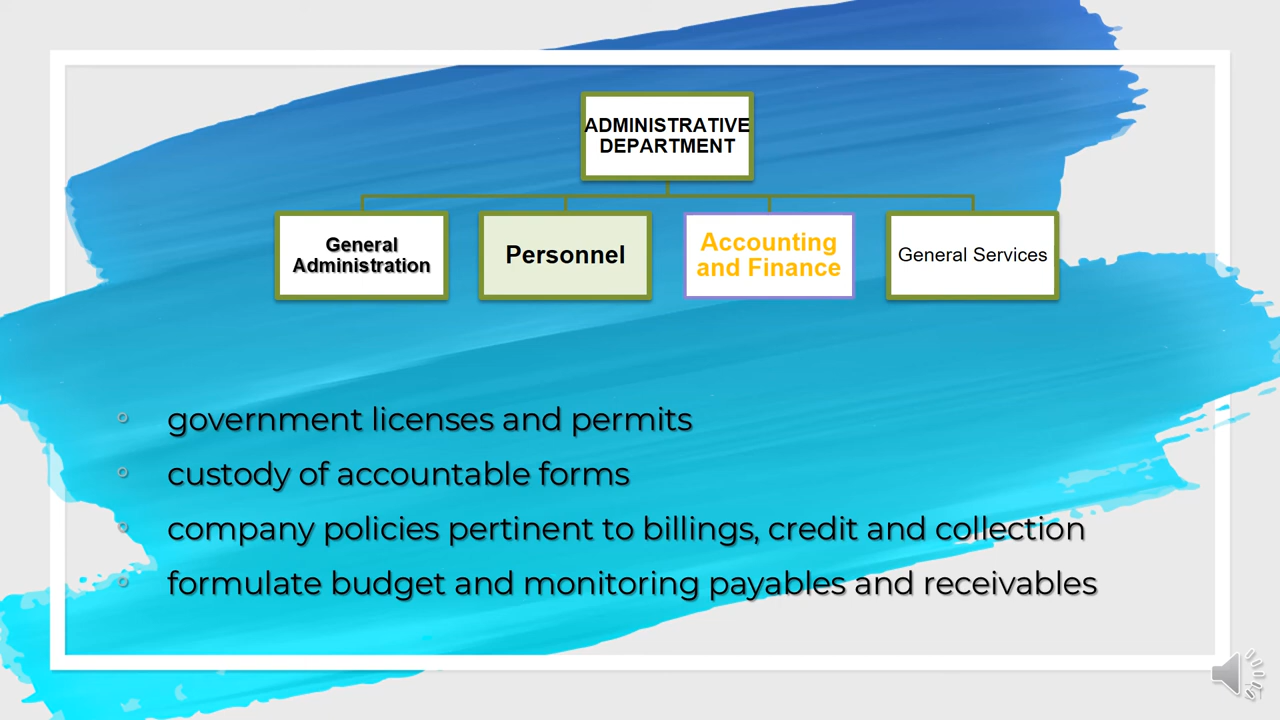 ADMINISTRATIVE
DEPARTMENT
General
Administration
Personnel
Accounting
and Finance
General Services
government licenses and permits
custody of accountable forms
company policies pertinent to billings, credit and collection
formulate budget and monitoring payables and receivables